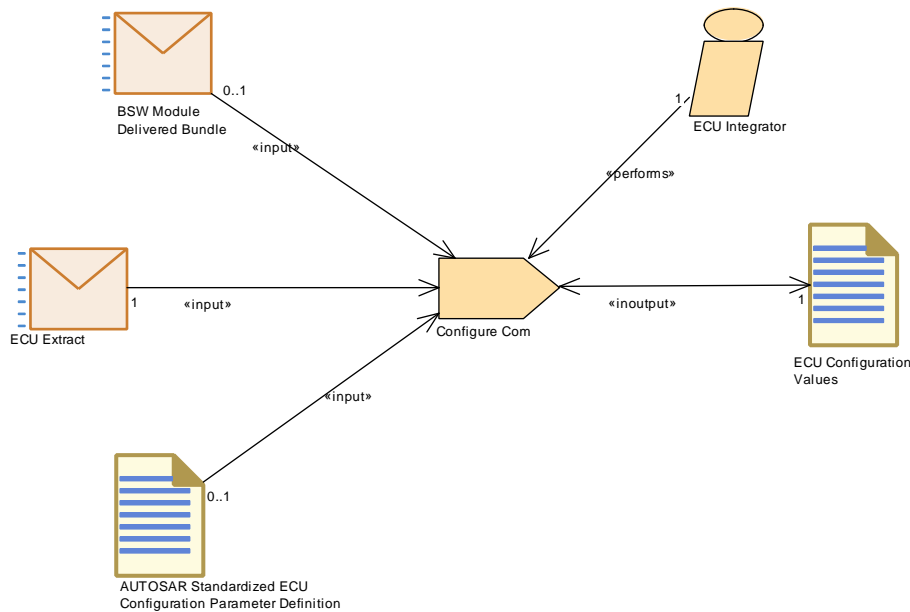 0..1
BSW Module
Delivered Bundle
«input»
1
ECU Integrator
«performs»
1
ECU Extract
«input»
Configure Com
«inoutput»
1
ECU Configuration
Values
«input»
0..1
AUTOSAR Standardized ECU
Configuration Parameter Definition